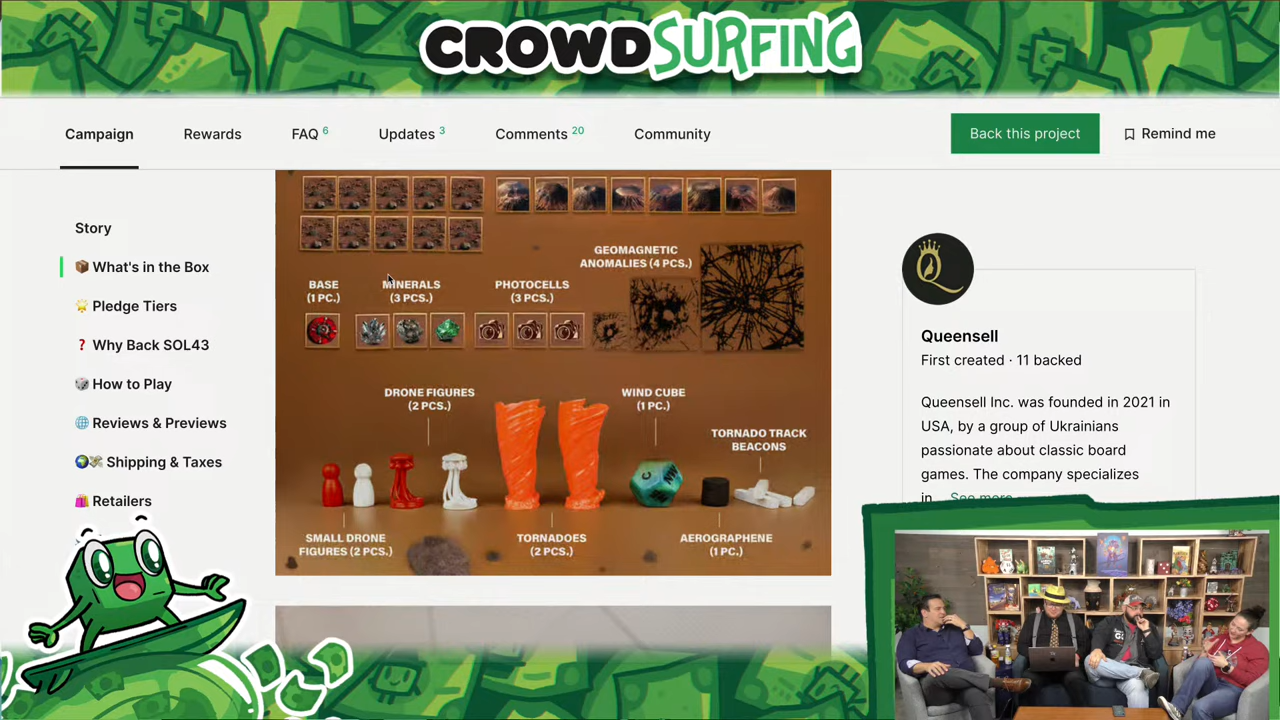 CROWDSURFING
Campaign
Rewards
FAQ 6
Updates 3
Comments 20
Community
Back this project
Remind me
Story
What's in the Box
Pledge Tiers
Why Back SOL43
How to Play
Reviews & Previews
Shipping & Taxes
Retailers
GEOMAGNETIC
ANOMALIES (4 PCS.)
BASE
(1 PC.)
MINERALS
(3 PCS.)
PHOTOCELLS
(3 PCS.)
DRONE FIGURES
(2 PCS.)
WIND CUBE
(1 PC.)
TORNADO TRACK
BEACONS
SMALL DRONE
FIGURES (2 PCS.)
TORNADOES
(2 PCS.)
AEROGRAPHENE
(1 PC.)
Q
Queensell
First created · 11 backed
Queensell Inc. was founded in 2021 in
USA, by a group of Ukrainians
passionate about classic board
games. The company specializes
in... See more